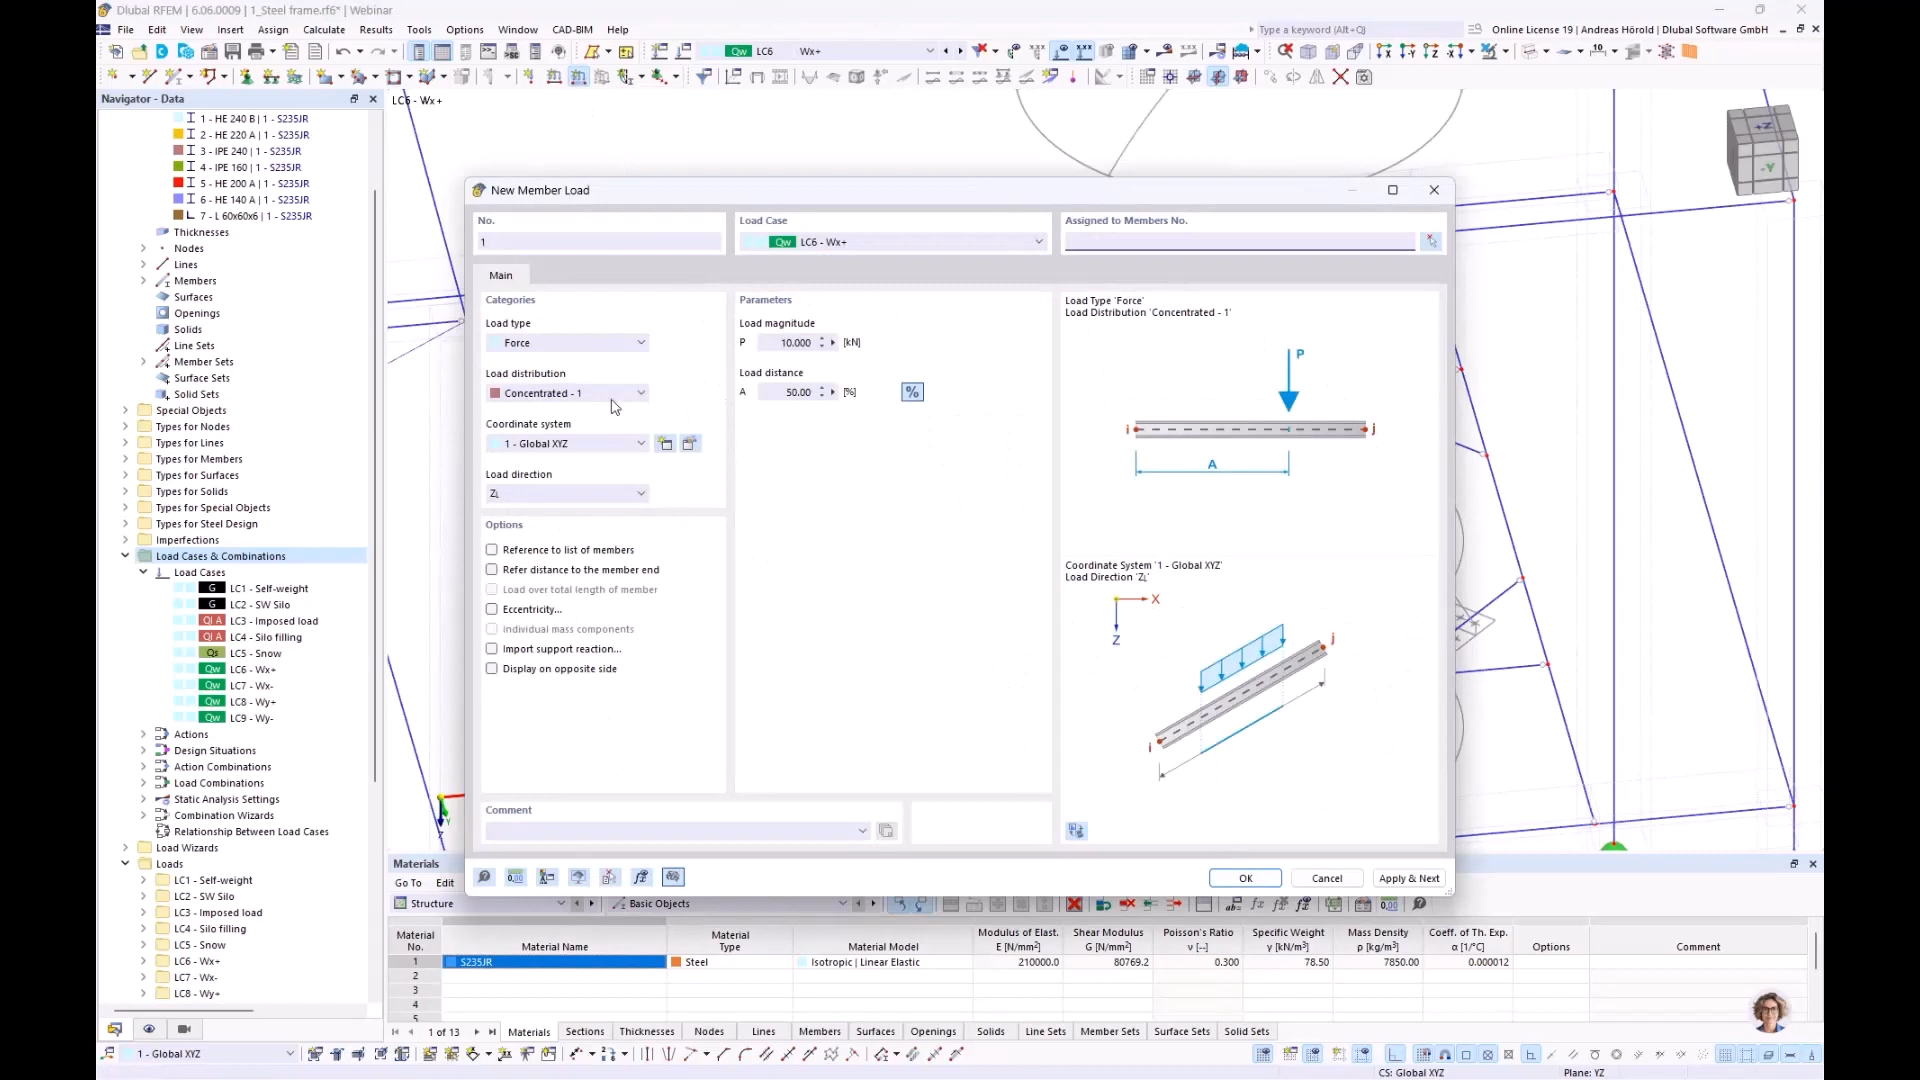 Dlubal RFEM | 6.06.0009 | 1_Steel frame.rf6* | Webinar
File Edit View Insert Assign Calculate Results Tools Options Window CAD-BIM Help
Type a keyword (Alt+Q)
Online License 19 | Andreas Hörold | Dlubal Software GmbH
Qw LC6 Wx+
Navigator - Data
LC6 - Wx+
1 - HE 240 B | 1 - S235JR
2 - HE 220 A | 1 - S235JR
3 - IPE 240 | 1 - S235JR
4 - IPE 160 | 1 - S235JR
5 - HE 200 A | 1 - S235JR
6 - HE 140 A | 1 - S235JR
7 - L 60x60x6 | 1 - S235JR
Thicknesses
Nodes
Lines
Members
Surfaces
Openings
Solids
Line Sets
Member Sets
Surface Sets
Solid Sets
Special Objects
Types for Nodes
Types for Lines
Types for Members
Types for Surfaces
Types for Solids
Types for Special Objects
Types for Steel Design
Imperfections
Load Cases & Combinations
Load Cases
G LC1 - Self-weight
G LC2 - SW Silo
QI A LC3 - Imposed load
QI A LC4 - Silo filling
Qs LC5 - Snow
Qw LC6 - Wx+
Qw LC7 - Wx-
Qw LC8 - Wy+
Qw LC9 - Wy-
Actions
Design Situations
Action Combinations
Load Combinations
Static Analysis Settings
Combination Wizards
Relationship Between Load Cases
Load Wizards
Loads
LC1 - Self-weight
LC2 - SW Silo
LC3 - Imposed load
LC4 - Silo filling
LC5 - Snow
LC6 - Wx+
LC7 - Wx-
LC8 - Wy+
New Member Load
No.
1
Load Case
Qw LC6 - Wx+
Assigned to Members No.
Main
Categories
Load type
Force
Load distribution
Concentrated - 1
Coordinate system
1 - Global XYZ
Load direction
ZL
Options
Reference to list of members
Refer distance to the member end
Load over total length of member
Eccentricity...
Individual mass components
Import support reaction...
Display on opposite side
Parameters
Load magnitude
P 10.000 [kN]
Load distance
A 50.00 [%] %
Load Type 'Force'
Load Distribution 'Concentrated - 1'
P
i j
A
Coordinate System '1 - Global XYZ'
Load Direction 'ZL'
X
Z
j
i
Comment
OK Cancel Apply & Next
+Z
-Y
Z Y
Materials
Go To Edit
Structure Basic Objects
Material No. Material Name Material Type Material Model Modulus of Elast. E [N/mm²] Shear Modulus G [N/mm²] Poisson's Ratio ν [--] Specific Weight γ [kN/m³] Mass Density ρ [kg/m³] Coeff. of Th. Exp. α [1/°C] Options Comment
1 S235JR Steel Isotropic | Linear Elastic 210000.0 80769.2 0.300 78.50 7850.00 0.000012
2
3
4
5
1 of 13 Materials Sections Thicknesses Nodes Lines Members Surfaces Openings Solids Line Sets Member Sets Surface Sets Solid Sets
1 - Global XYZ
CS: Global XYZ Plane: YZ